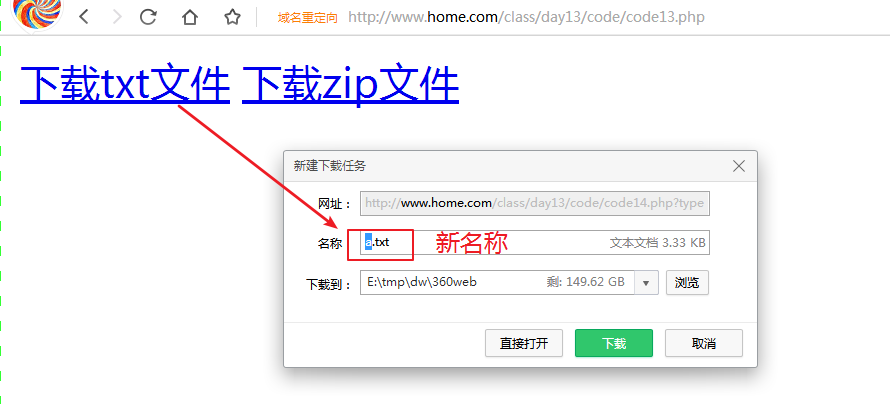 域名重定向 http://www.home.com/class/day13/code/code13.php
下载txt文件 下载zip文件
新建下载任务
网址： http://www.home.com/class/day13/code/code14.php?type
名称 a.txt 新名称 文本文档 3.33 KB
下载到： E:\tmp\dw\360web 剩: 149.62 GB 浏览
直接打开 下载 取消